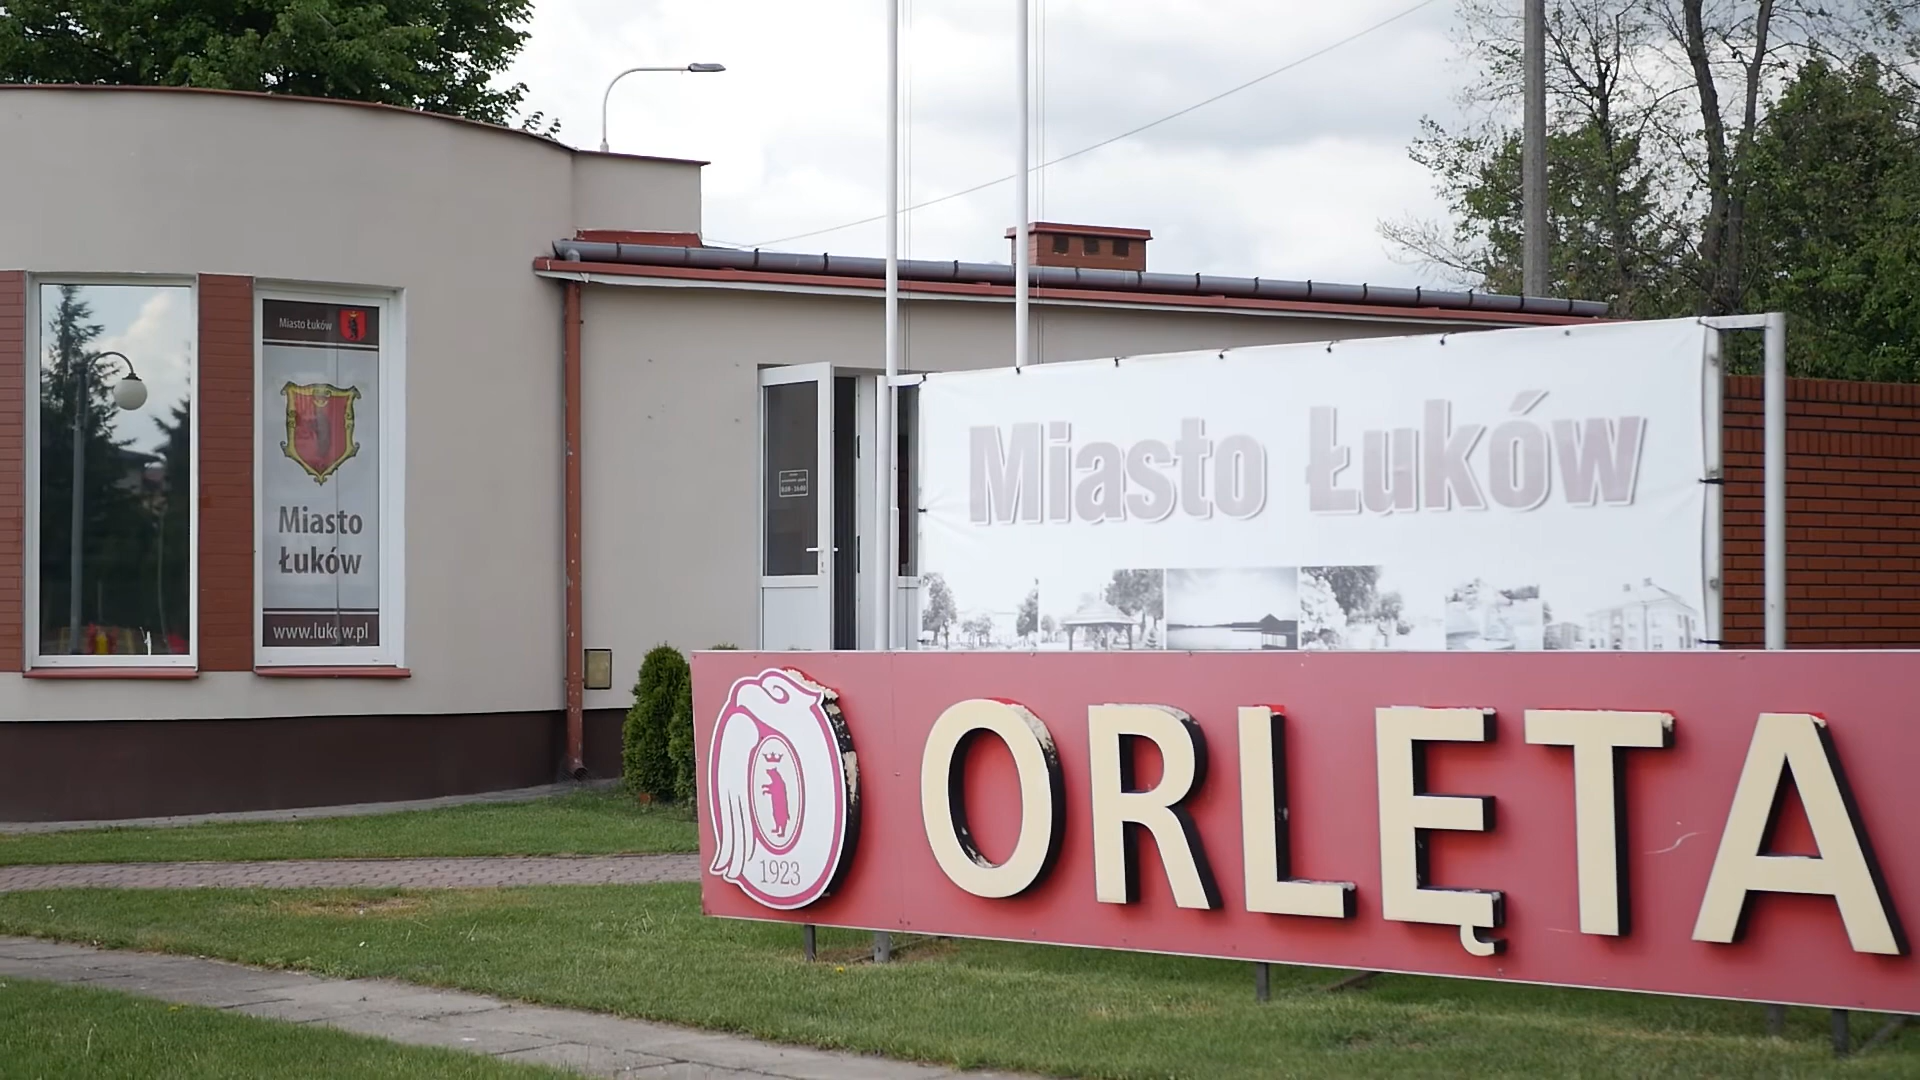 Miasto Łuków
Miasto
Łuków
www.lukow.pl
Miasto Łuków
1923
ORLĘTA